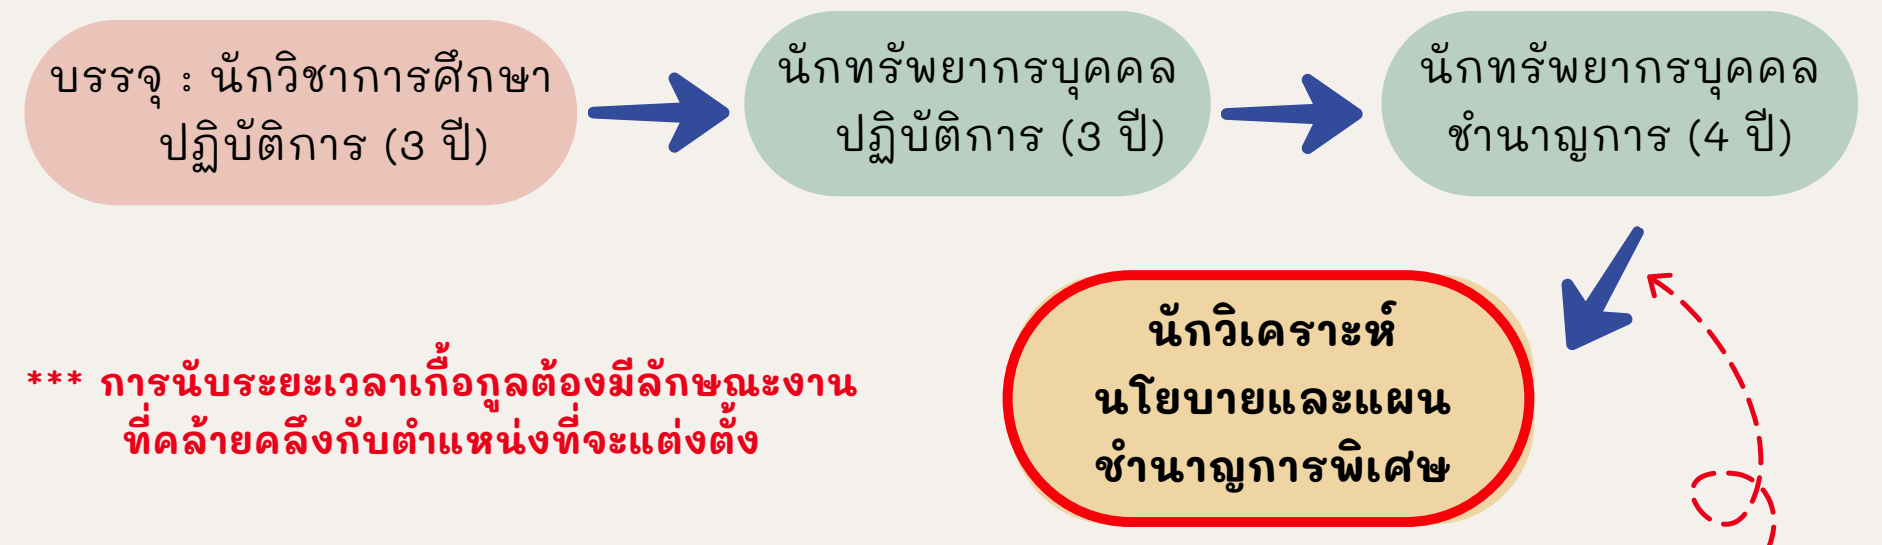 บรรจุ : นักวิชาการศึกษา
ปฏิบัติการ (3 ปี)
นักทรัพยากรบุคคล
ปฏิบัติการ (3 ปี)
นักทรัพยากรบุคคล
ชำนาญการ (4 ปี)
นักวิเคราะห์
นโยบายและแผน
ชำนาญการพิเศษ
*** การนับระยะเวลาเกื้อกูลต้องมีลักษณะงาน
ที่คล้ายคลึงกับตำแหน่งที่จะแต่งตั้ง